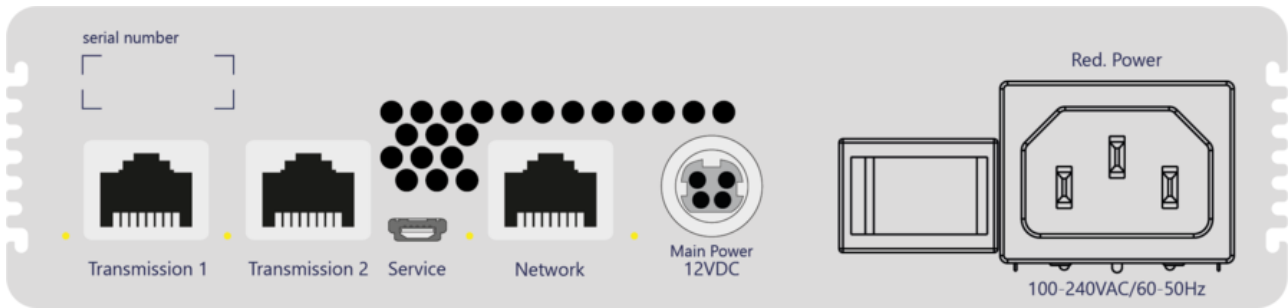 serial number
Red. Power
Transmission 1
Transmission 2
Service
Network
Main Power
12VDC
100-240VAC/60-50Hz